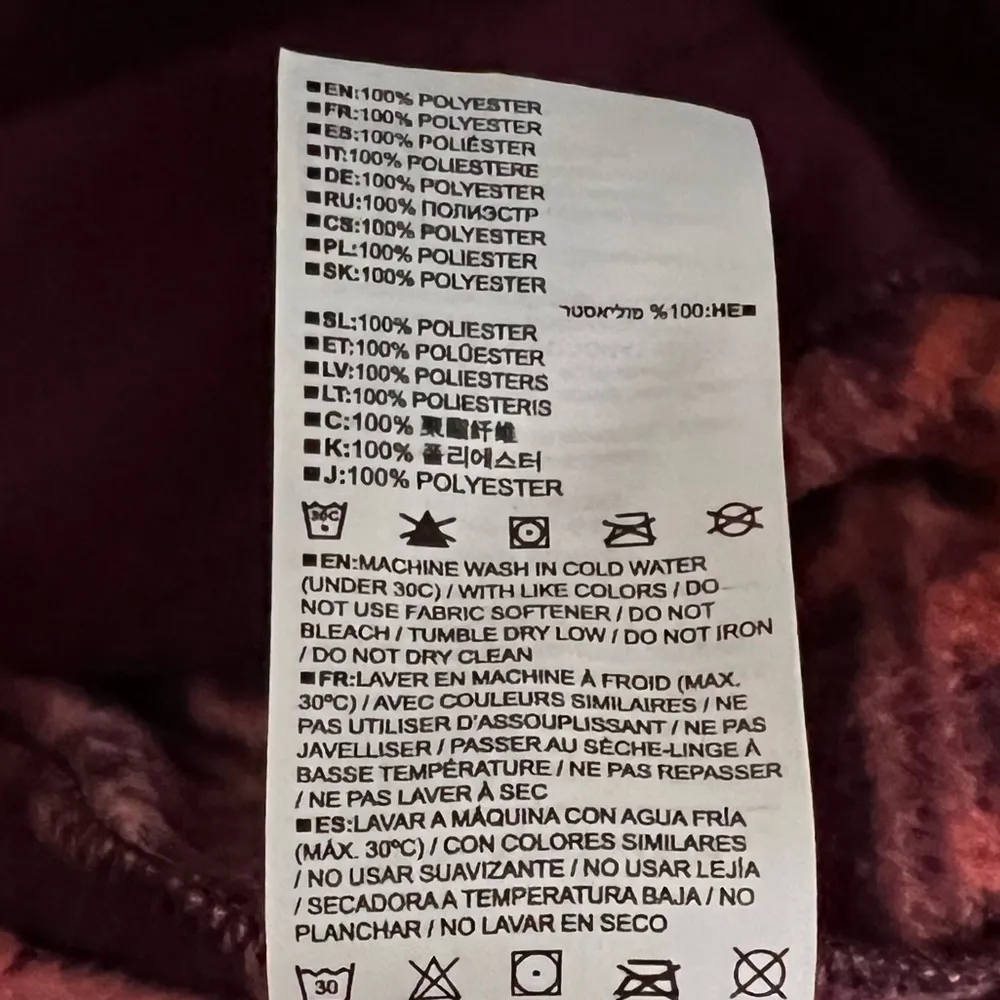 ■EN:100% POLYESTER
■FR:100% POLYESTER
■ES:100% POLIÉSTER
■IT:100% POLIESTERE
■DE:100% POLYESTER
■RU:100% ПОЛИЭСТР
■CS:100% POLYESTER
■PL:100% POLIESTER
■SK:100% POLYESTER
■HE:100% פוליאסטר
■SL:100% POLIESTER
■ET:100% POLÜESTER
■LV:100% POLIESTERS
■LT:100% POLIESTERIS
■C:100% 聚酯纤维
■K:100% 폴리에스터
■J:100% POLYESTER
30C
■EN:MACHINE WASH IN COLD WATER
(UNDER 30C) / WITH LIKE COLORS / DO
NOT USE FABRIC SOFTENER / DO NOT
BLEACH / TUMBLE DRY LOW / DO NOT IRON
/ DO NOT DRY CLEAN
■FR:LAVER EN MACHINE À FROID (MAX.
30ºC) / AVEC COULEURS SIMILAIRES / NE
PAS UTILISER D'ASSOUPLISSANT / NE PAS
JAVELLISER / PASSER AU SÈCHE-LINGE À
BASSE TEMPÉRATURE / NE PAS REPASSER
/ NE PAS LAVER À SEC
■ES:LAVAR A MÁQUINA CON AGUA FRÍA
(MÁX. 30ºC) / CON COLORES SIMILARES
/ NO USAR SUAVIZANTE / NO USAR LEJÍA
/ SECADORA A TEMPERATURA BAJA / NO
PLANCHAR / NO LAVAR EN SECO
30